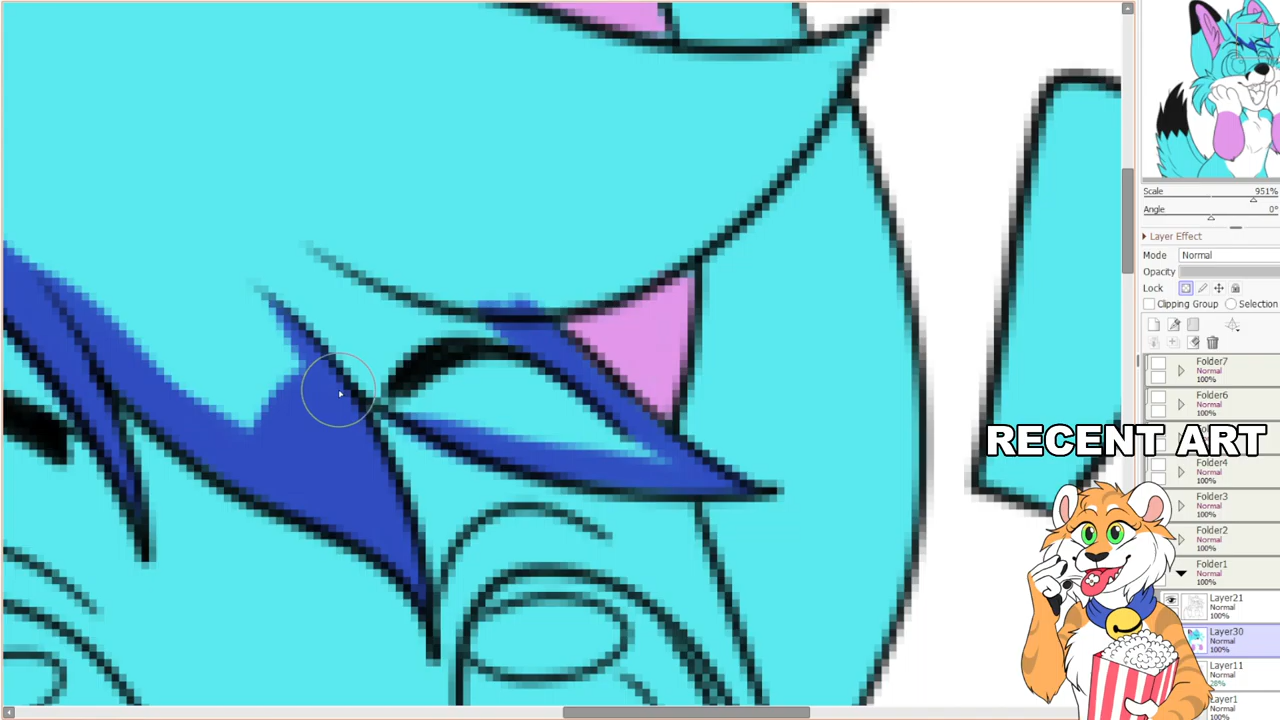 Scale 951%
Angle 0°
Layer Effect
Mode Normal
Opacity
Lock
Clipping Group Selection
Folder7
Normal
100%
Folder6
Normal
100%
RECENT ART
Folder4
Normal
100%
Folder3
Normal
100%
Folder2
Normal
100%
Folder1
Normal
100%
Layer21
Normal
100%
Layer30
Normal
100%
Layer11
Normal
28%
Layer1
Normal